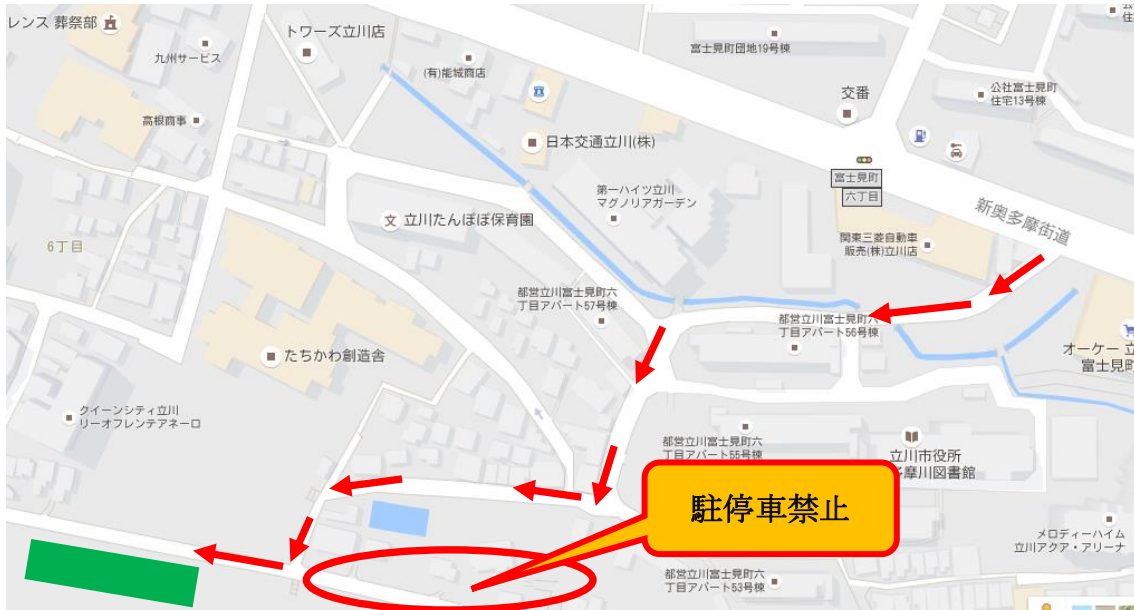 レンス 葬祭部
九州サービス
トワーズ立川店
(有)能城商店
富士見町団地19号棟
交番
公社富士見町
住宅13号棟
高根商事
日本交通立川(株)
第一ハイツ立川
マグノリアガーデン
富士見町
六丁目
新奥多摩街道
文 立川たんぽぽ保育園
6丁目
関東三菱自動車
販売(株)立川店
都営立川富士見町六
丁目アパート57号棟
都営立川富士見町六
丁目アパート56号棟
オーケー 立
富士見町
たちかわ創造舎
クイーンシティ立川
リーオフレンテアネーロ
都営立川富士見町六
丁目アパート55号棟
立川市役所
摩川図書館
駐停車禁止
メロディーハイム
立川アクア・アリーナ
都営立川富士見町六
丁目アパート53号棟